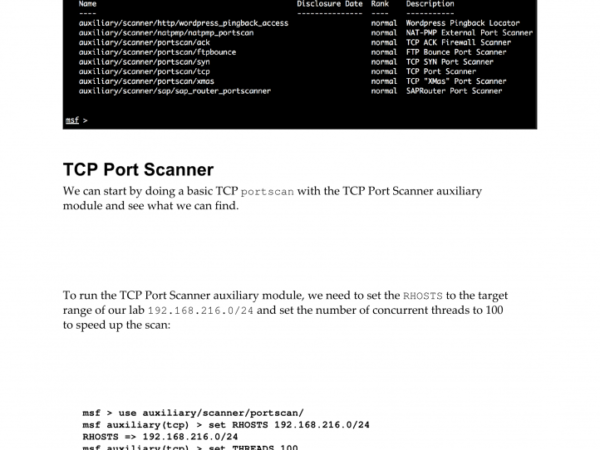 Name Disclosure Date Rank Description
---- --------------- ---- -----------
auxiliary/scanner/http/wordpress_pingback_access normal Wordpress Pingback Locator
auxiliary/scanner/natpmp/natpmp_portscan normal NAT-PMP External Port Scanner
auxiliary/scanner/portscan/ack normal TCP ACK Firewall Scanner
auxiliary/scanner/portscan/ftpbounce normal FTP Bounce Port Scanner
auxiliary/scanner/portscan/syn normal TCP SYN Port Scanner
auxiliary/scanner/portscan/tcp normal TCP Port Scanner
auxiliary/scanner/portscan/xmas normal TCP "XMas" Port Scanner
auxiliary/scanner/sap/sap_router_portscanner normal SAPRouter Port Scanner
msf >
TCP Port Scanner
We can start by doing a basic TCP portscan with the TCP Port Scanner auxiliary
module and see what we can find.
To run the TCP Port Scanner auxiliary module, we need to set the RHOSTS to the target
range of our lab 192.168.216.0/24 and set the number of concurrent threads to 100
to speed up the scan:
msf > use auxiliary/scanner/portscan/
msf auxiliary(tcp) > set RHOSTS 192.168.216.0/24
RHOSTS => 192.168.216.0/24
msf auxiliary(tcp) > set THREADS 100